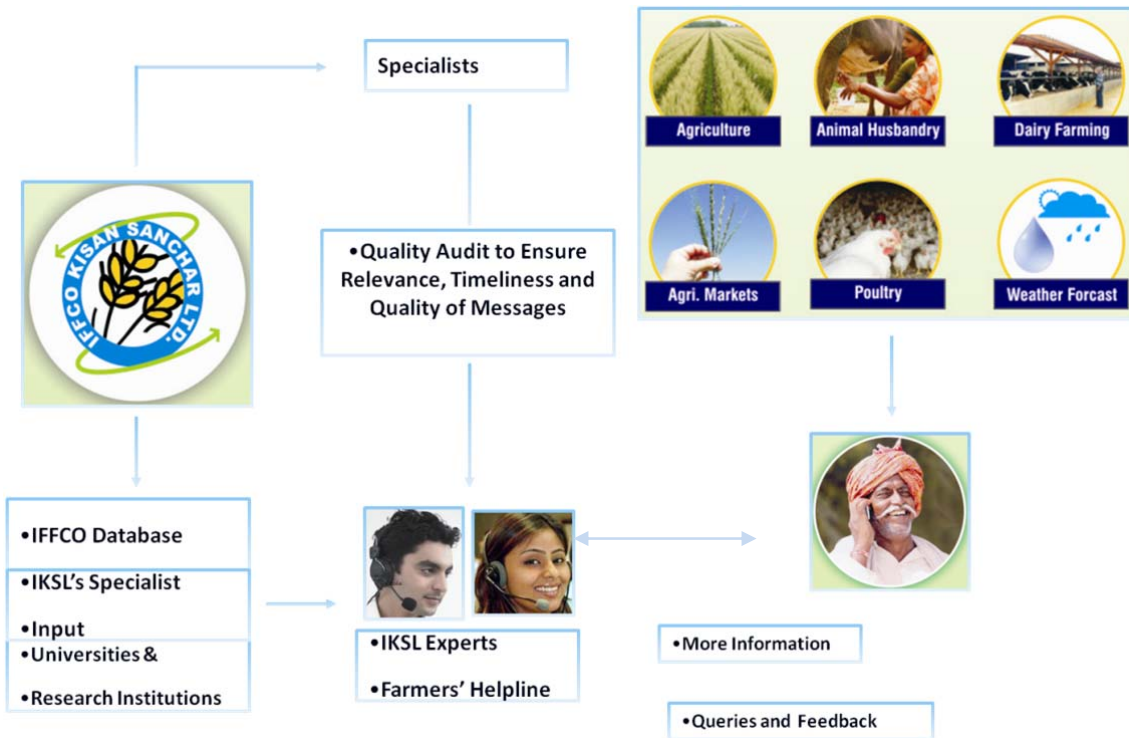 Specialists
Agriculture
Animal Husbandry
Dairy Farming
Agri. Markets
Poultry
Weather Forcast
IFFCO KISAN SANCHAR LTD.
•Quality Audit to Ensure
Relevance, Timeliness and
Quality of Messages
•IFFCO Database
•IKSL's Specialist
Input
•Universities &
Research Institutions
•IKSL Experts
•Farmers' Helpline
•More Information
•Queries and Feedback